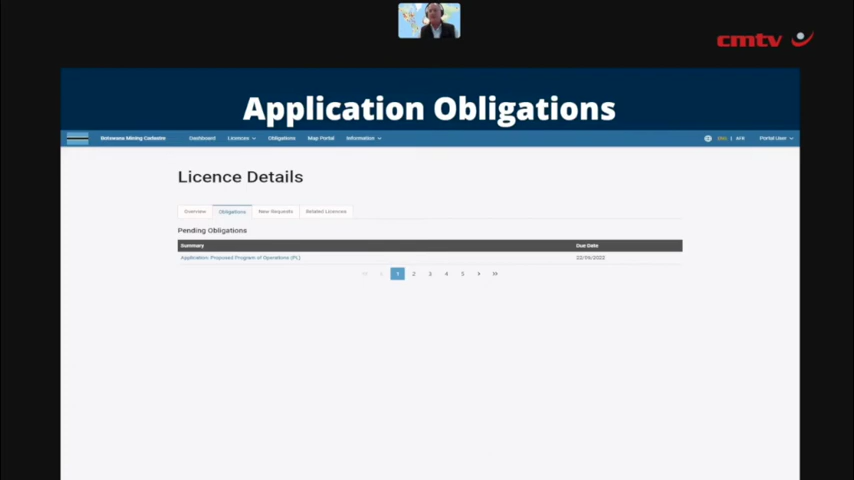 cmtv
Application Obligations
Botswana Mining Cadastre Dashboard Licences Obligations Map Portal Information ENG | AFR Portal User
Licence Details
Overview Obligations New Requests Related Licences
Pending Obligations
Summary Due Date
Application: Proposed Program of Operations (PL) 22/06/2022
1 2 3 4 5